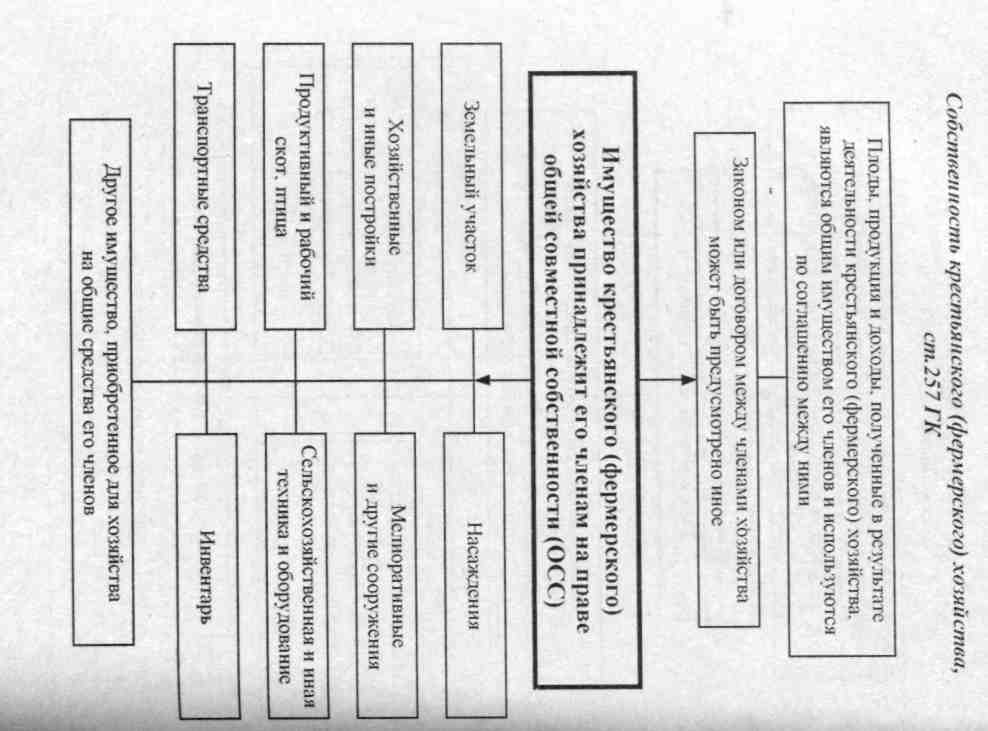 Собственность крестьянского (фермерского) хозяйства,
ст.257 ГК
Плоды, продукция и доходы, полученные в результате
деятельности крестьянского (фермерского) хозяйства,
являются общим имуществом его членов и используются
по соглашению между ними
Законом или договором между членами хозяйства
может быть предусмотрено иное
Имущество крестьянского (фермерского)
хозяйства принадлежит его членам на праве
общей совместной собственности (ОСС)
Земельный участок
Насаждения
Хозяйственные
и иные постройки
Мелиоративные
и другие сооружения
Продуктивный и рабочий
скот, птица
Сельскохозяйственная и иная
техника и оборудование
Транспортные средства
Инвентарь
Другое имущество, приобретенное для хозяйства
на общие средства его членов